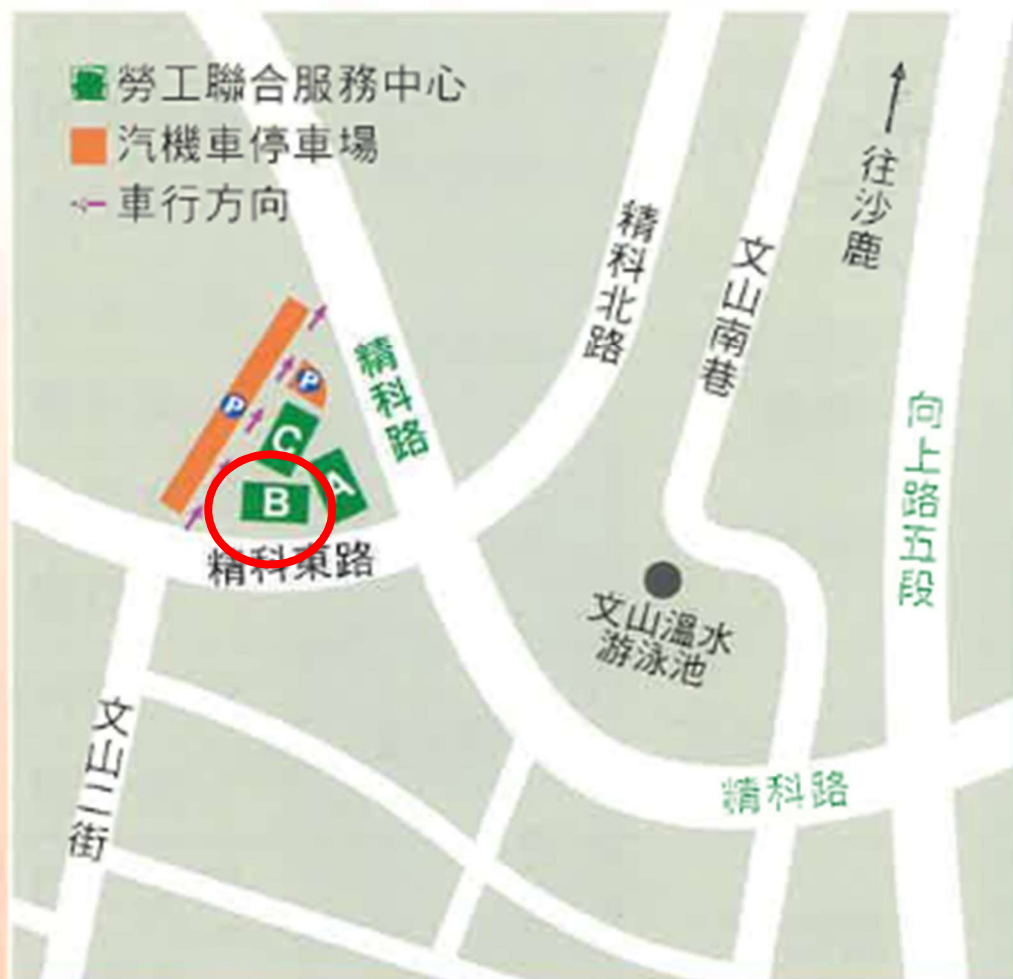 勞工聯合服務中心
汽機車停車場
車行方向
往沙鹿
精科北路
文山南巷
精科路
向上路五段
P
P
C
A
B
精科東路
文山溫水
游泳池
文山二街
精科路